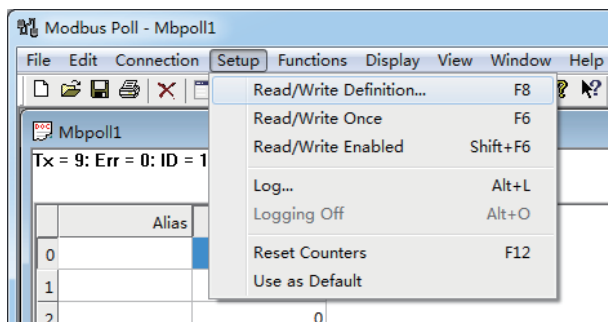 Modbus Poll - Mbpoll1
File Edit Connection Setup Functions Display View Window Help
Read/Write Definition... F8
Read/Write Once F6
Read/Write Enabled Shift+F6
Log... Alt+L
Logging Off Alt+O
Reset Counters F12
Use as Default
Mbpoll1
Tx = 9: Err = 0: ID = 1
Alias
0
1
2 0